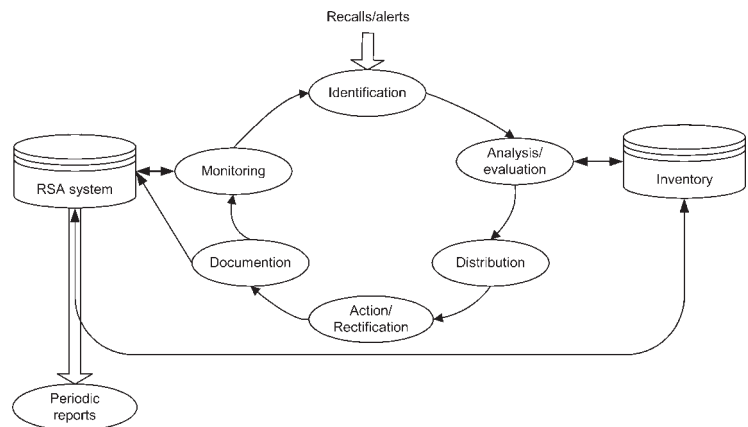 Recalls/alerts
Identification
Monitoring
Analysis/
evaluation
RSA system
Inventory
Documention
Distribution
Action/
Rectification
Periodic
reports